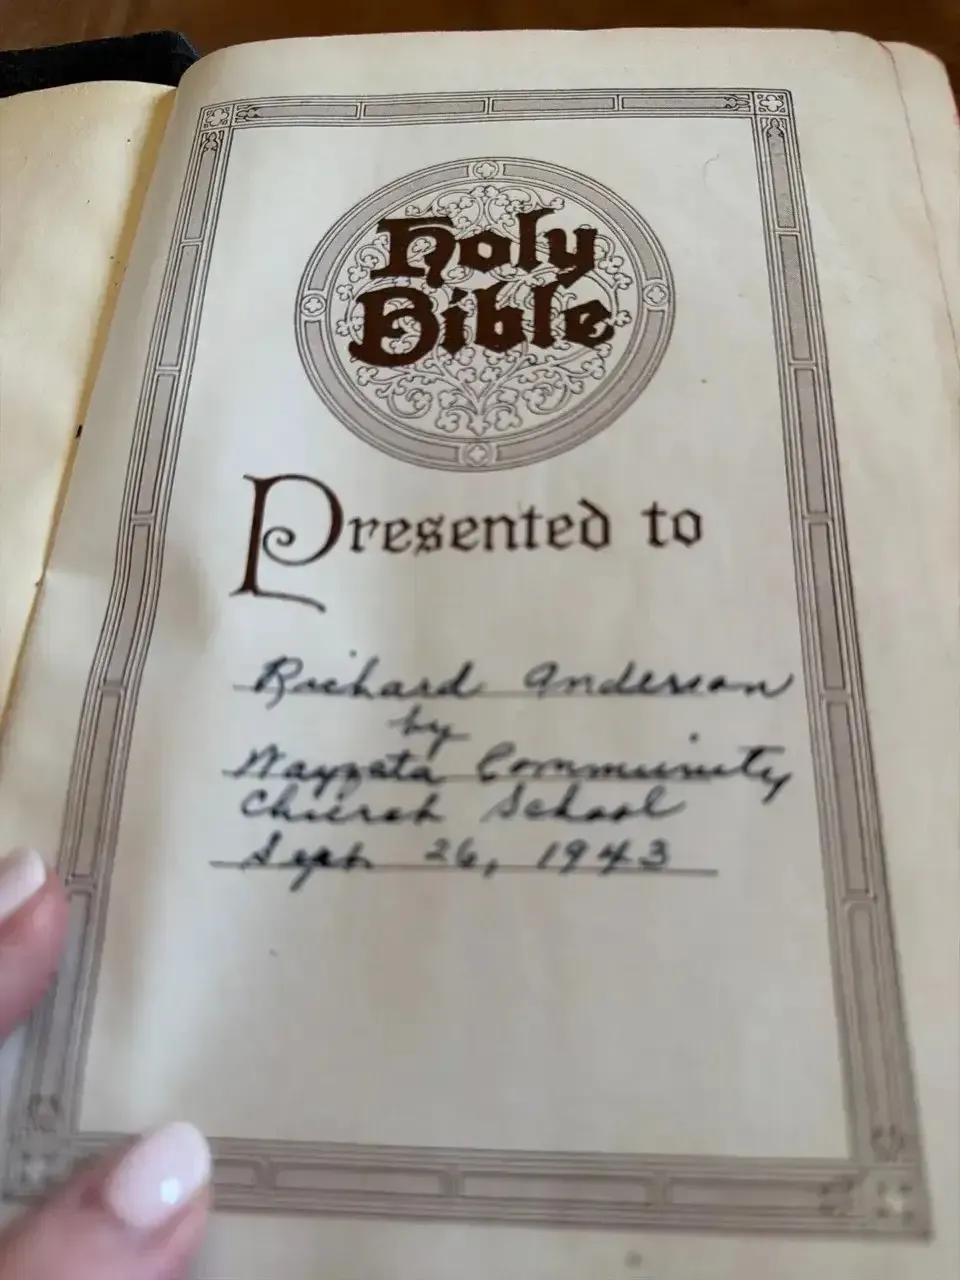 Holy
Bible
Presented to
Richard Anderson
by
Wayzata Community
Church School
Sept 26, 1943